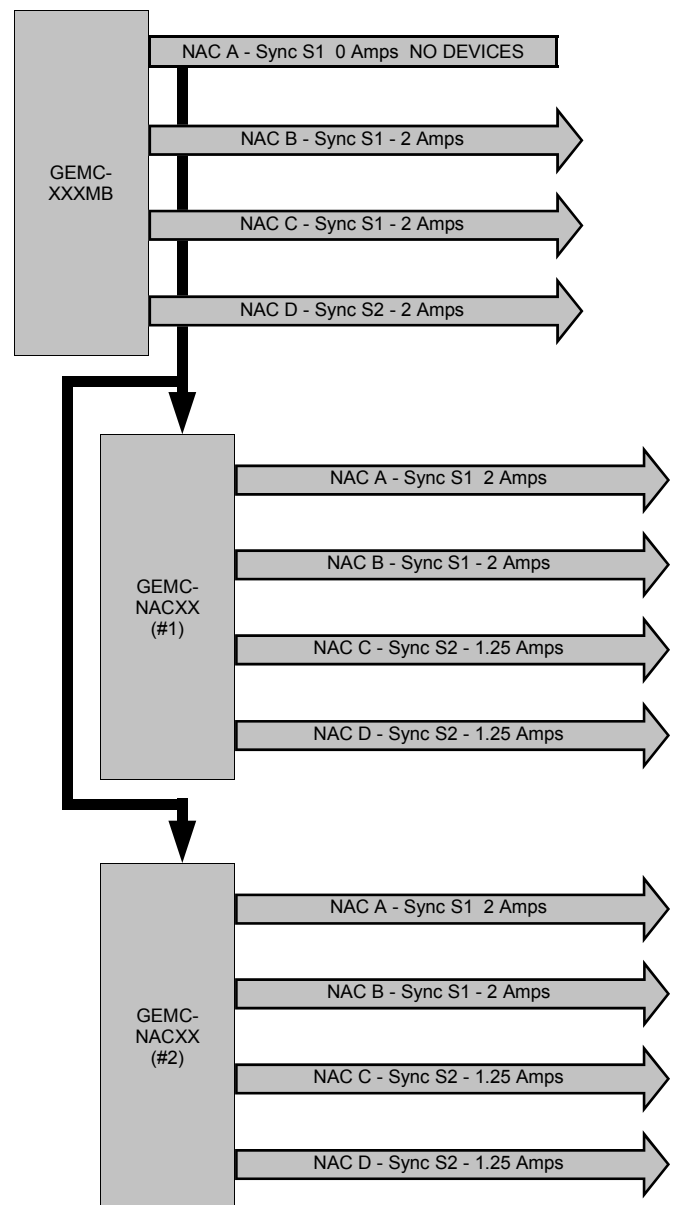 NAC A - Sync S1 0 Amps NO DEVICES
NAC B - Sync S1 - 2 Amps
GEMC-
XXXMB
NAC C - Sync S1 - 2 Amps
NAC D - Sync S2 - 2 Amps
NAC A - Sync S1 2 Amps
NAC B - Sync S1 - 2 Amps
GEMC-
NACXX
(#1)
NAC C - Sync S2 - 1.25 Amps
NAC D - Sync S2 - 1.25 Amps
NAC A - Sync S1 2 Amps
NAC B - Sync S1 - 2 Amps
GEMC-
NACXX
(#2)
NAC C - Sync S2 - 1.25 Amps
NAC D - Sync S2 - 1.25 Amps